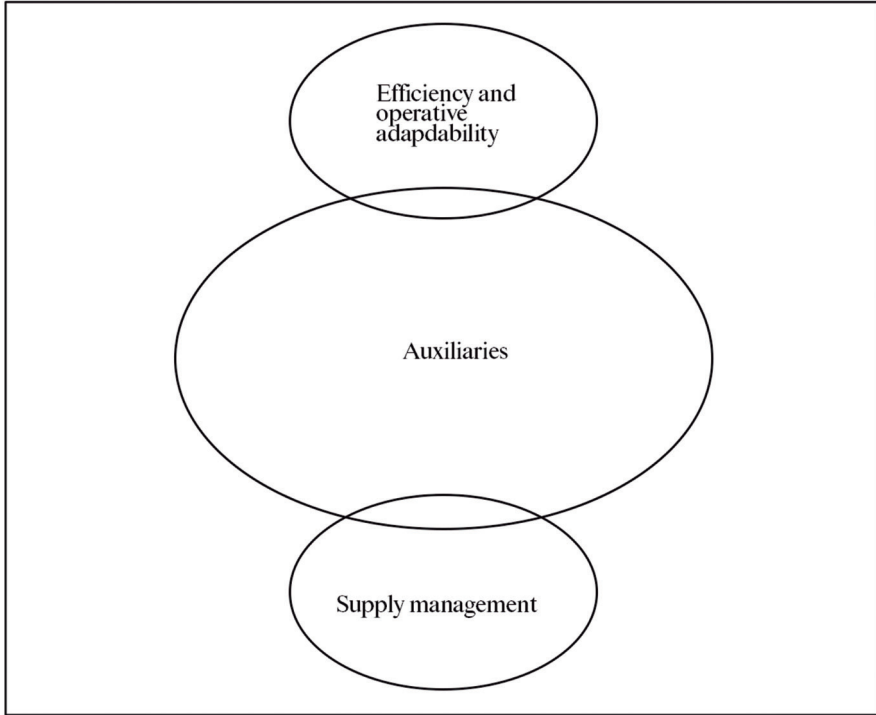 Efficiency and
operative
adapdability
Auxiliaries
Supply management